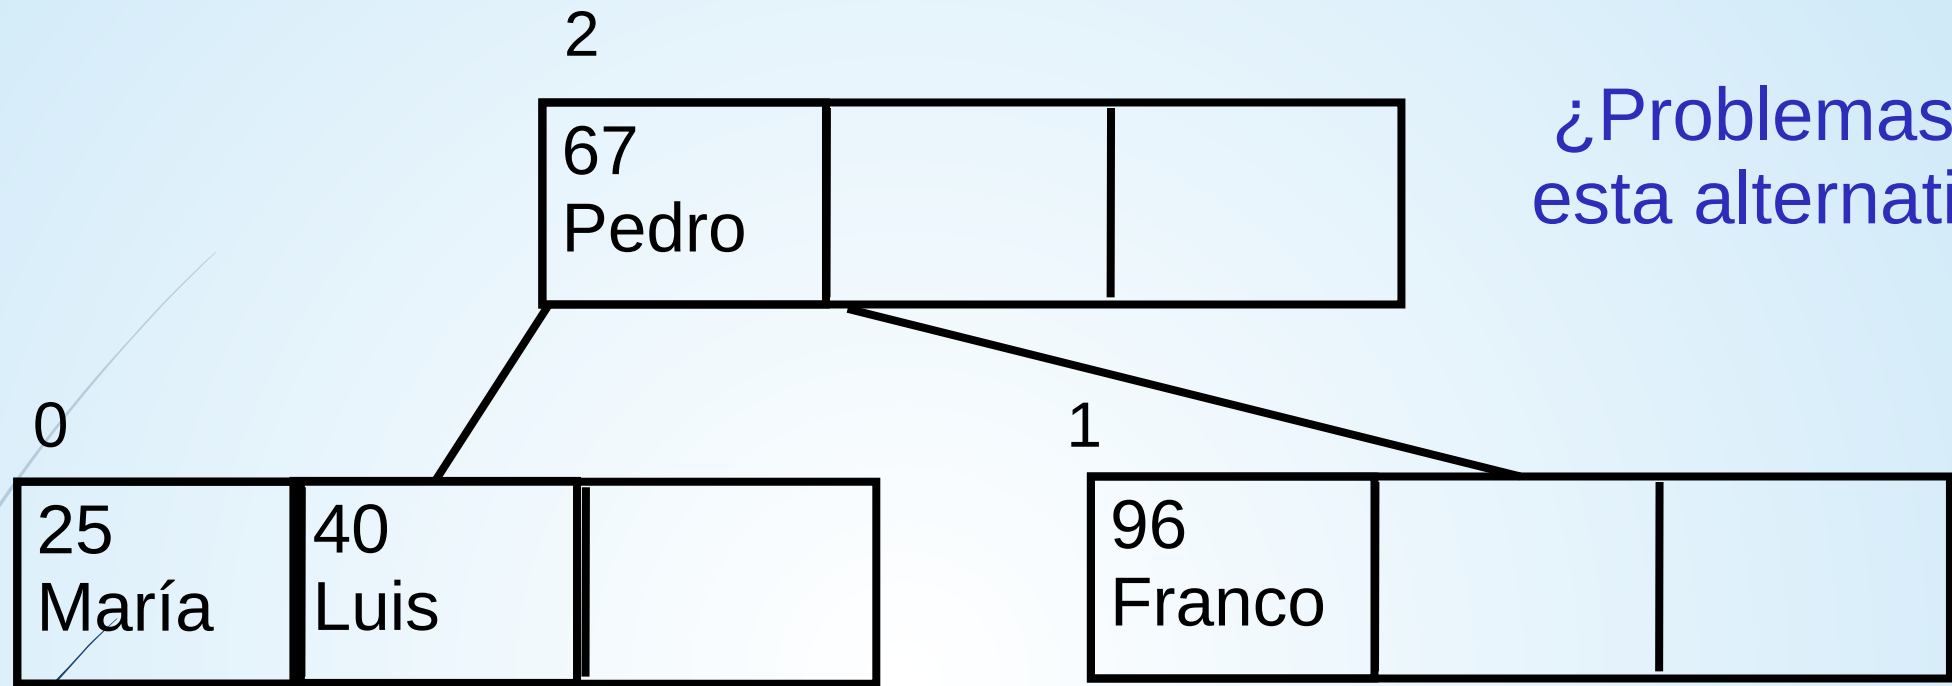 2
67
Pedro
¿Problemas
esta alternati
0
25
María
40
Luis
1
96
Franco